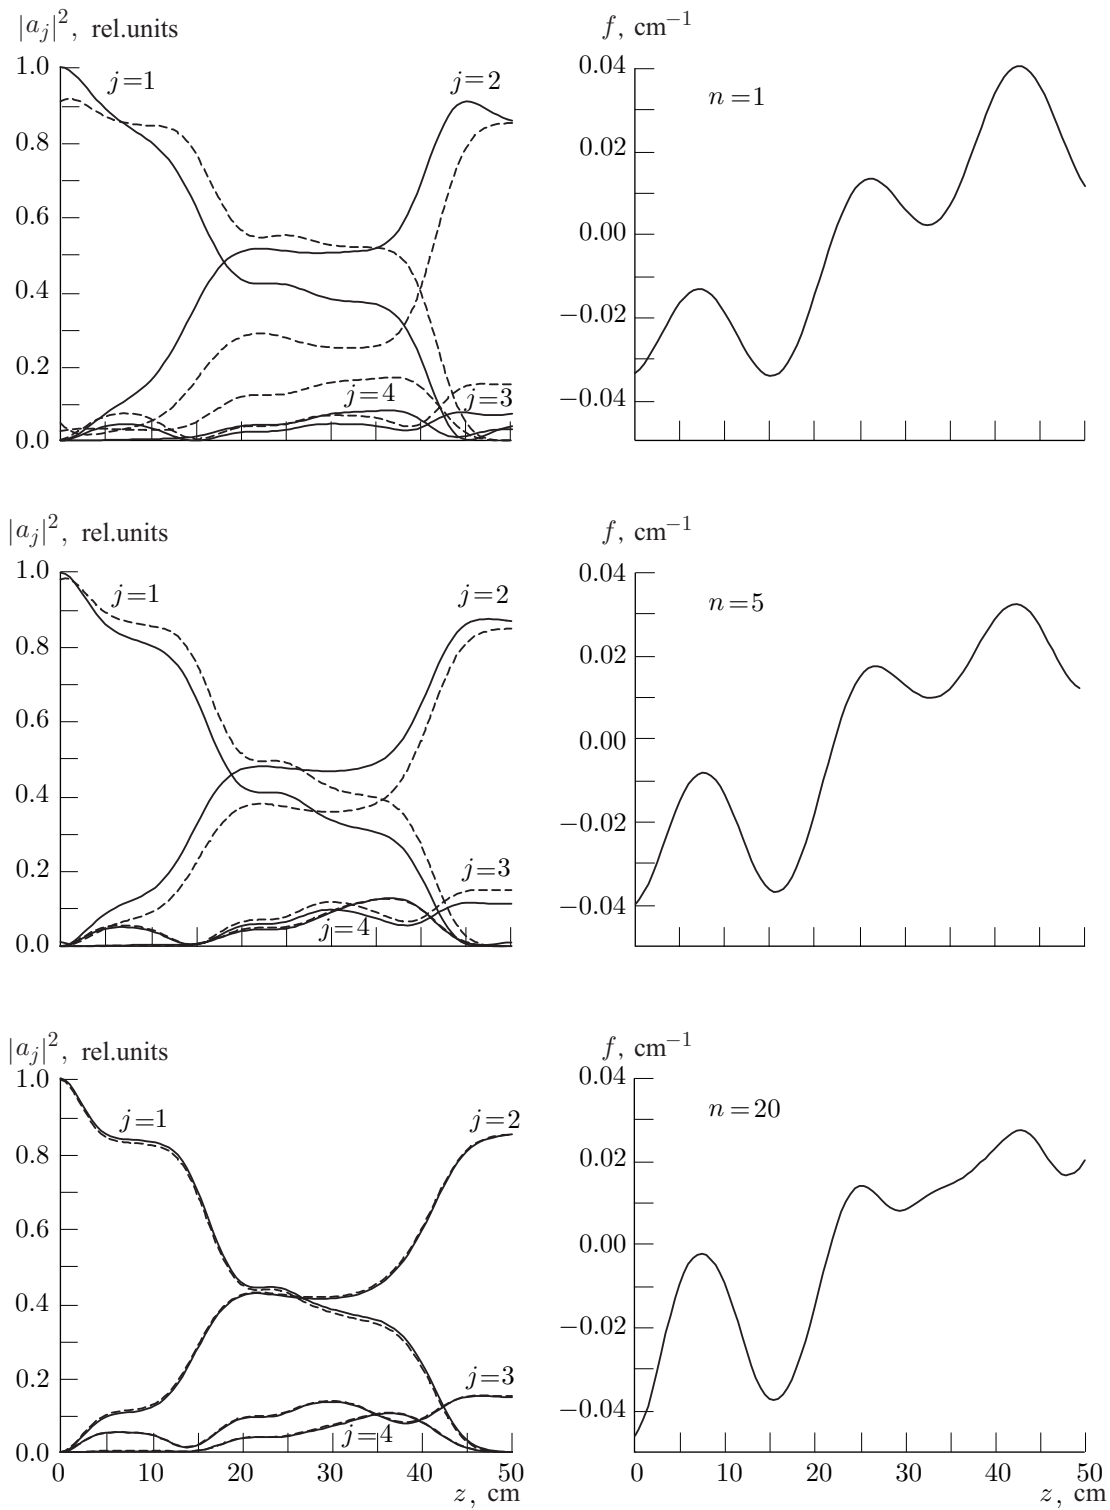 |a_j|², rel.units
f, cm⁻¹
1.0
0.8
0.6
0.4
0.2
0.0
j=1
j=2
j=4
j=3
0.04
0.02
0.00
−0.02
−0.04
n=1
|a_j|², rel.units
f, cm⁻¹
1.0
0.8
0.6
0.4
0.2
0.0
j=1
j=2
j=3
j=4
0.04
0.02
0.00
−0.02
−0.04
n=5
|a_j|², rel.units
f, cm⁻¹
1.0
0.8
0.6
0.4
0.2
0.0
j=1
j=2
j=3
j=4
0 10 20 30 40 50
z, cm
0.04
0.02
0.00
−0.02
−0.04
n=20
0 10 20 30 40 50
z, cm